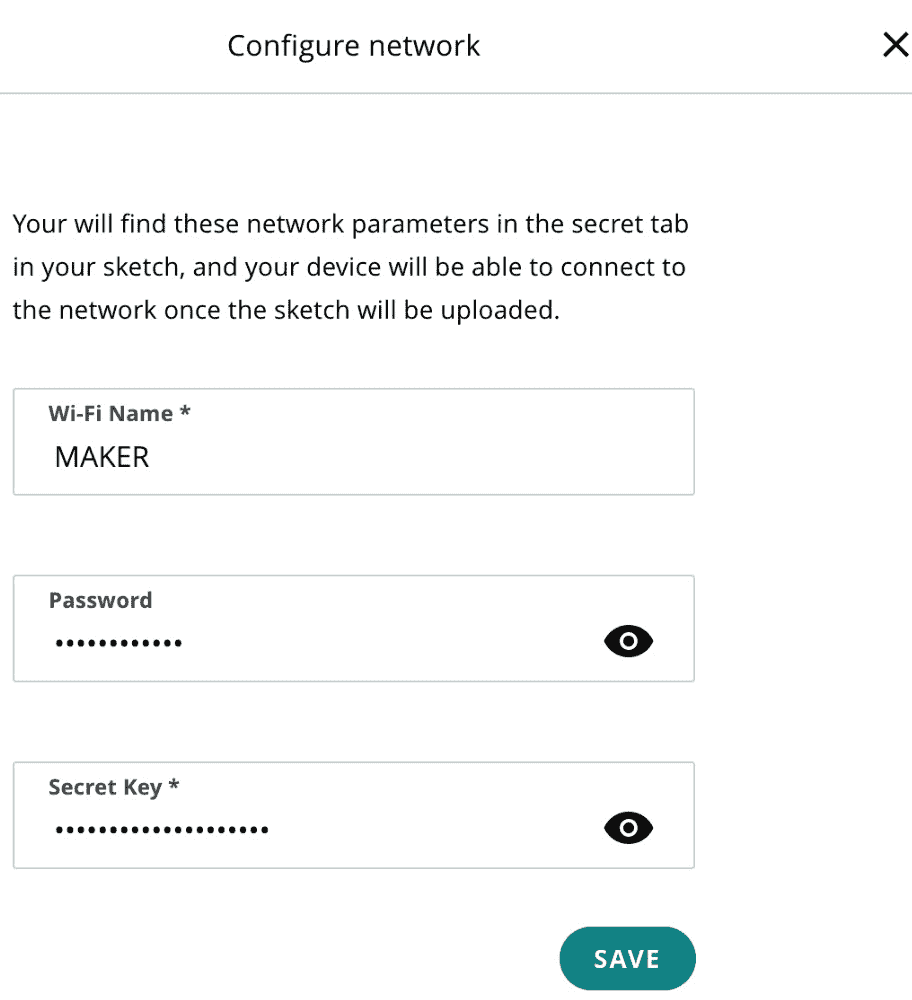 Configure network
Your will find these network parameters in the secret tab
in your sketch, and your device will be able to connect to
the network once the sketch will be uploaded.
Wi-Fi Name *
MAKER
Password
••••••••••••
Secret Key *
••••••••••••••••••••
SAVE